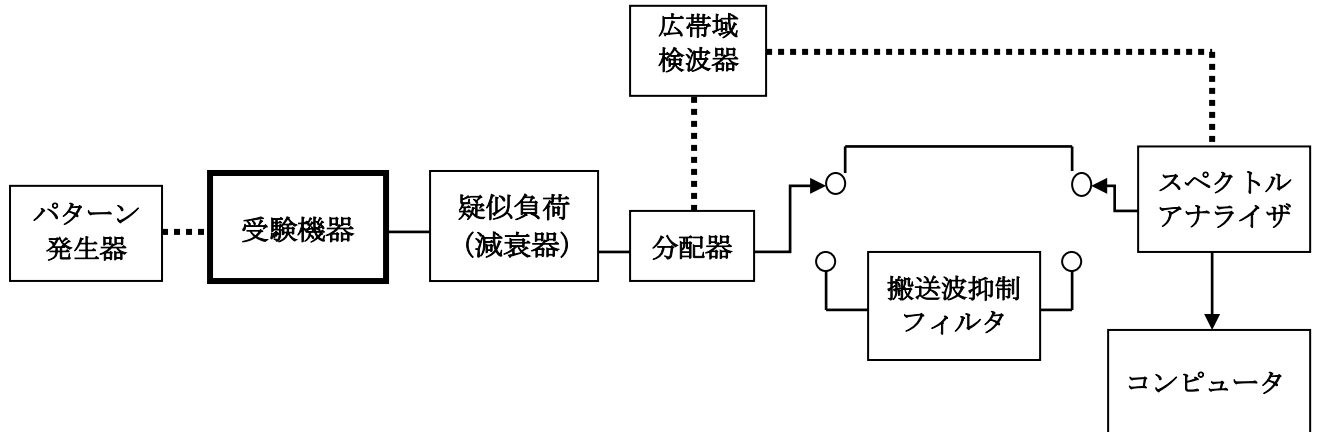 広帯域
検波器
パターン
発生器
受験機器
疑似負荷
（減衰器）
分配器
搬送波抑制
フィルタ
スペクトル
アナライザ
コンピュータ